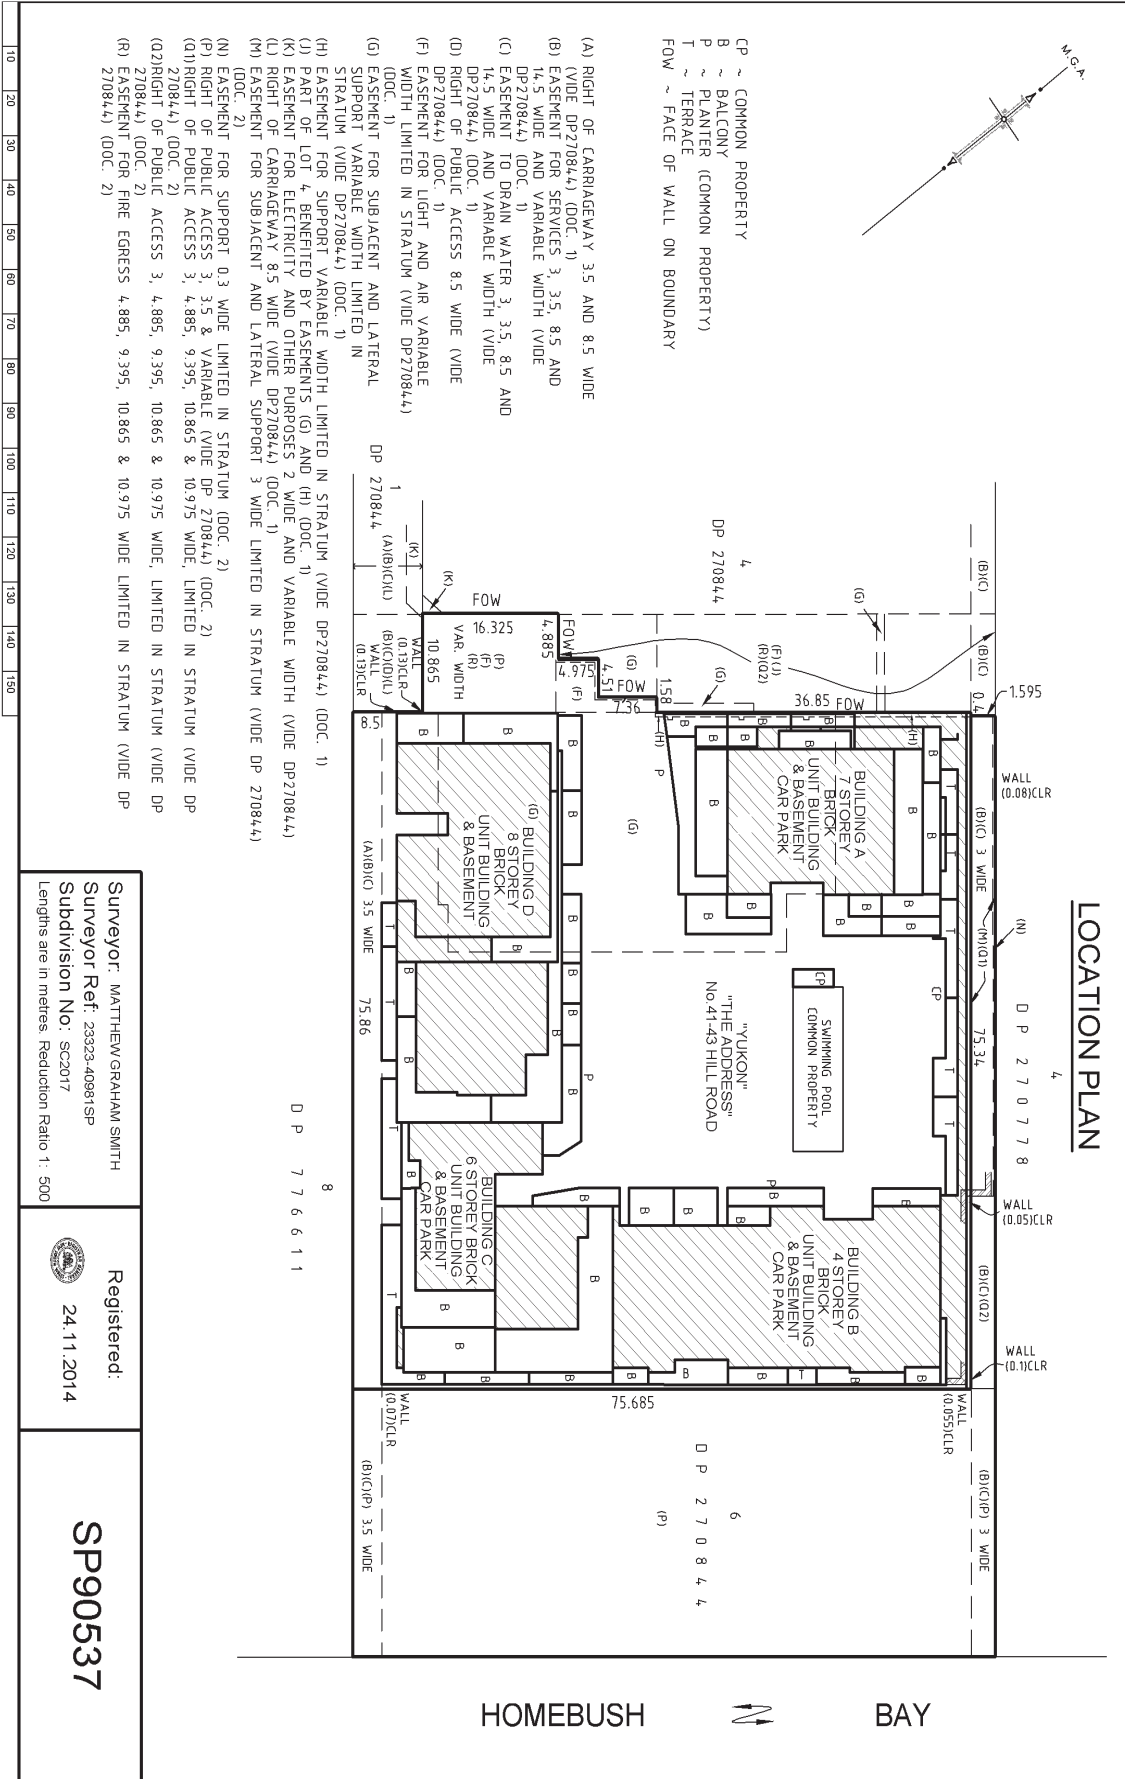 LOCATION PLAN
M.G.A.
CP ~ COMMON PROPERTY
B ~ BALCONY
P ~ PLANTER (COMMON PROPERTY)
T ~ TERRACE
FOW ~ FACE OF WALL ON BOUNDARY
(A) RIGHT OF CARRIAGEWAY 3.5 AND 8.5 WIDE
(VIDE DP270844) (DOC. 1)
(B) EASEMENT FOR SERVICES 3, 3.5, 8.5 AND
14.5 WIDE AND VARIABLE WIDTH (VIDE
DP270844) (DOC. 1)
(C) EASEMENT TO DRAIN WATER 3, 3.5, 8.5 AND
14.5 WIDE AND VARIABLE WIDTH (VIDE
DP270844) (DOC. 1)
(D) RIGHT OF PUBLIC ACCESS 8.5 WIDE (VIDE
DP270844) (DOC. 1)
(F) EASEMENT FOR LIGHT AND AIR VARIABLE
WIDTH LIMITED IN STRATUM (VIDE DP270844)
(DOC. 1)
(G) EASEMENT FOR SUBJACENT AND LATERAL
SUPPORT VARIABLE WIDTH LIMITED IN
STRATUM (VIDE DP270844) (DOC. 1)
(H) EASEMENT FOR SUPPORT VARIABLE WIDTH LIMITED IN STRATUM (VIDE DP270844) (DOC. 1)
(J) PART OF LOT 4 BENEFITED BY EASEMENTS (G) AND (H) (DOC. 1)
(K) EASEMENT FOR ELECTRICITY AND OTHER PURPOSES 2 WIDE AND VARIABLE WIDTH (VIDE DP270844)
(L) RIGHT OF CARRIAGEWAY 8.5 WIDE (VIDE DP270844) (DOC. 1)
(M) EASEMENT FOR SUBJACENT AND LATERAL SUPPORT 3 WIDE LIMITED IN STRATUM (VIDE DP 270844)
(DOC. 2)
(N) EASEMENT FOR SUPPORT 0.3 WIDE LIMITED IN STRATUM (DOC. 2)
(P) RIGHT OF PUBLIC ACCESS 3, 3.5 & VARIABLE (VIDE DP 270844) (DOC. 2)
(Q1)RIGHT OF PUBLIC ACCESS 3, 4.885, 9.395, 10.865 & 10.975 WIDE, LIMITED IN STRATUM (VIDE DP
270844) (DOC. 2)
(Q2)RIGHT OF PUBLIC ACCESS 3, 4.885, 9.395, 10.865 & 10.975 WIDE, LIMITED IN STRATUM (VIDE DP
270844) (DOC. 2)
(R) EASEMENT FOR FIRE EGRESS 4.885, 9.395, 10.865 & 10.975 WIDE LIMITED IN STRATUM (VIDE DP
270844) (DOC. 2)
4
DP 270778
(B)(C)
(B)(C) 0.4
1.595
WALL
(0.08)CLR
(B)(C) 3 WIDE
(M)(Q1)
(N)
75.34
WALL
(0.05)CLR
(B)(C)(Q2)
WALL
(0.1)CLR
(B)(C)(P) 3 WIDE
4
DP 270844
(G)
(F)(J)
(R)(Q2)
(G)
36.85 FOW
(H)
(H)
1.58
7.36
FOW
4.51
4.975
FOW
4.885
(G)
(F)
FOW
16.325
(P)
(F)
(R)
VAR. WIDTH
10.865
(K)
(K)
1
DP 270844
(A)(B)(C)(L)
WALL
(0.13)CLR
(B)(C)(D)(L)
WALL
(0.13)CLR
8.5
BUILDING A
7 STOREY
BRICK
UNIT BUILDING
& BASEMENT
CAR PARK
(G)
(G) BUILDING D
8 STOREY
BRICK
UNIT BUILDING
& BASEMENT
CP
CP
SWIMMING POOL
COMMON PROPERTY
"YUKON"
"THE ADDRESS"
No.41-43 HILL ROAD
BUILDING B
4 STOREY
BRICK
UNIT BUILDING
& BASEMENT
CAR PARK
BUILDING C
6 STOREY BRICK
UNIT BUILDING
& BASEMENT
CAR PARK
B
P
T
(A)(B)(C) 3.5 WIDE
75.86
8
DP 776611
75.685
WALL
(0.055)CLR
WALL
(0.07)CLR
6
DP 270844
(P)
(B)(C)(P) 3.5 WIDE
HOMEBUSH BAY
10 20 30 40 50 60 70 80 90 100 110 120 130 140 150
Surveyor: MATTHEW GRAHAM SMITH
Surveyor Ref: 23323-40981SP
Subdivision No: SC2017
Lengths are in metres. Reduction Ratio 1: 500
Registered:
24.11.2014
SP90537